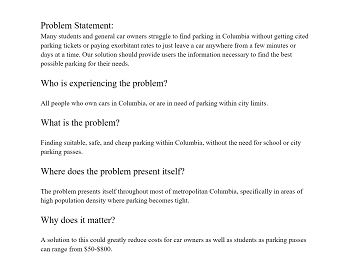 Problem Statement:
Many students and general car owners struggle to find parking in Columbia without getting cited
parking tickets or paying exorbitant rates to just leave a car anywhere from a few minutes or
days at a time. Our solution should provide users the information necessary to find the best
possible parking for their needs.
Who is experiencing the problem?
All people who own cars in Columbia, or are in need of parking within city limits.
What is the problem?
Finding suitable, safe, and cheap parking within Columbia, without the need for school or city
parking passes.
Where does the problem present itself?
The problem presents itself throughout most of metropolitan Columbia, specifically in areas of
high population density where parking becomes tight.
Why does it matter?
A solution to this could greatly reduce costs for car owners as well as students as parking passes
can range from $50-$800.